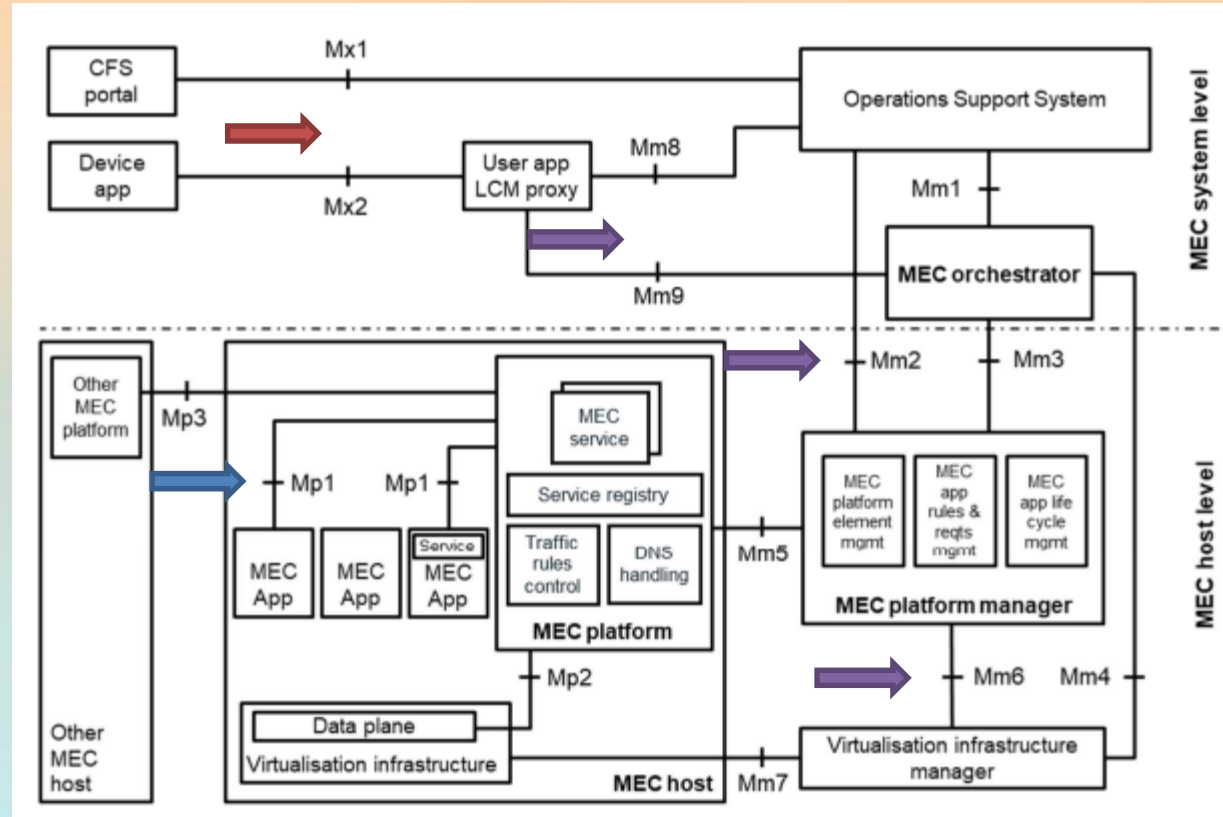 Mx1
CFS
portal
Operations Support System
MEC system level
Device
app
User app
LCM proxy
Mm8
Mx2
Mm1
MEC orchestrator
Mm9
Other
MEC
platform
Mp3
Mm2
Mm3
MEC
service
Mp1
Mp1
Service registry
MEC
platform
element
mgmt
MEC
app
rules &
reqts
mgmt
MEC
app life
cycle
mgmt
MEC host level
Service
MEC
App
MEC
App
MEC
App
Traffic
rules
control
DNS
handling
Mm5
MEC platform
MEC platform manager
Mp2
Mm6
Mm4
Data plane
Virtualisation infrastructure
Other
MEC
host
MEC host
Mm7
Virtualisation infrastructure
manager